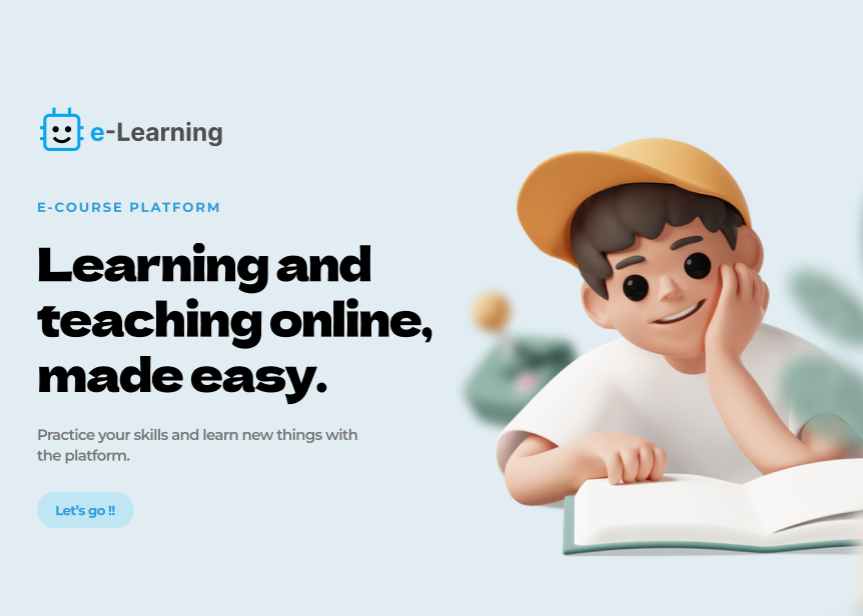 e-Learning
E-COURSE PLATFORM
Learning and
teaching online,
made easy.
Practice your skills and learn new things with
the platform.
Let's go !!